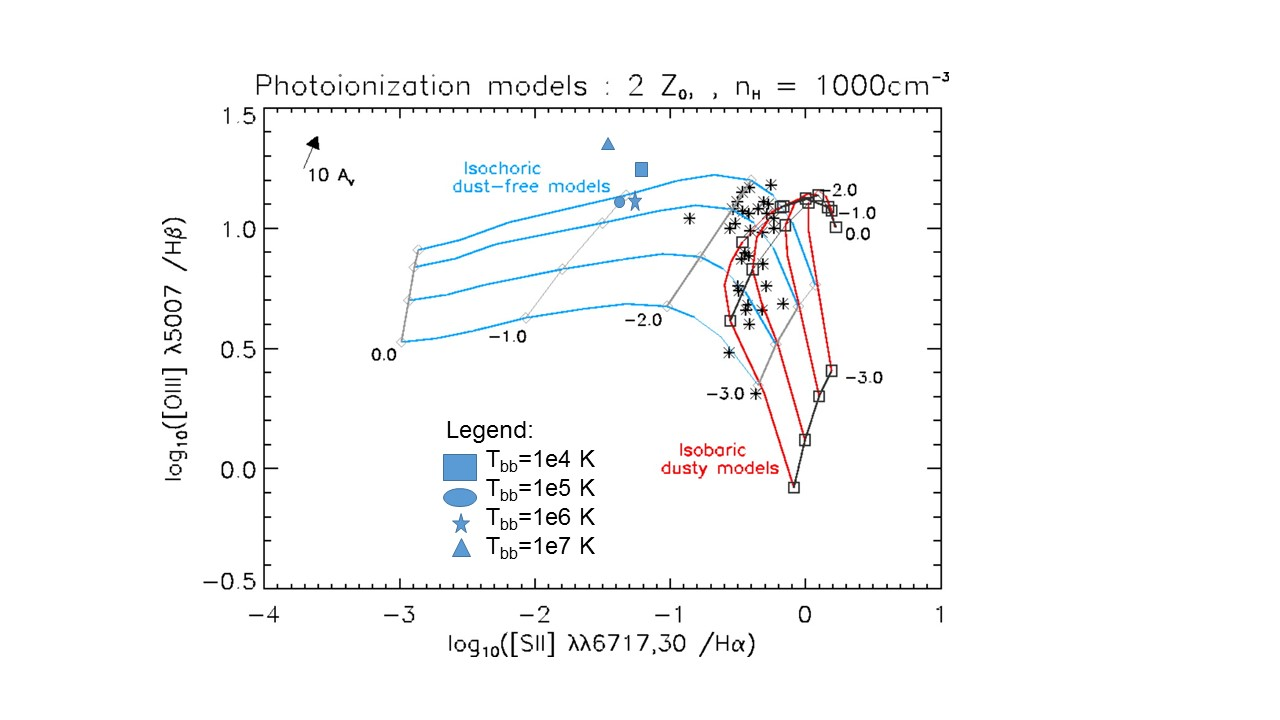 Photoionization models : 2 Z₀, , n_H = 1000cm⁻³
1.5
1.0
0.5
0.0
−0.5
log₁₀([OIII] λ5007 /Hβ)
10 Aᵥ
Isochoric
dust-free models
0.0
−1.0
−2.0
−3.0
−2.0
−1.0
0.0
−3.0
Isobaric
dusty models
Legend:
T_bb=1e4 K
T_bb=1e5 K
T_bb=1e6 K
T_bb=1e7 K
−4 −3 −2 −1 0 1
log₁₀([SII] λλ6717,30 /Hα)